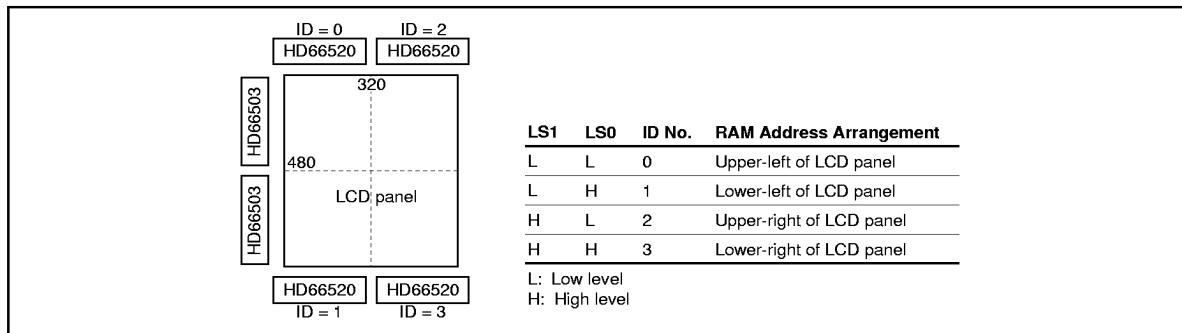 ID = 0 ID = 2
HD66520 HD66520
HD66503
HD66503
320
480
LCD panel
HD66520 HD66520
ID = 1 ID = 3
LS1 LS0 ID No. RAM Address Arrangement
L L 0 Upper-left of LCD panel
L H 1 Lower-left of LCD panel
H L 2 Upper-right of LCD panel
H H 3 Lower-right of LCD panel
L: Low level
H: High level